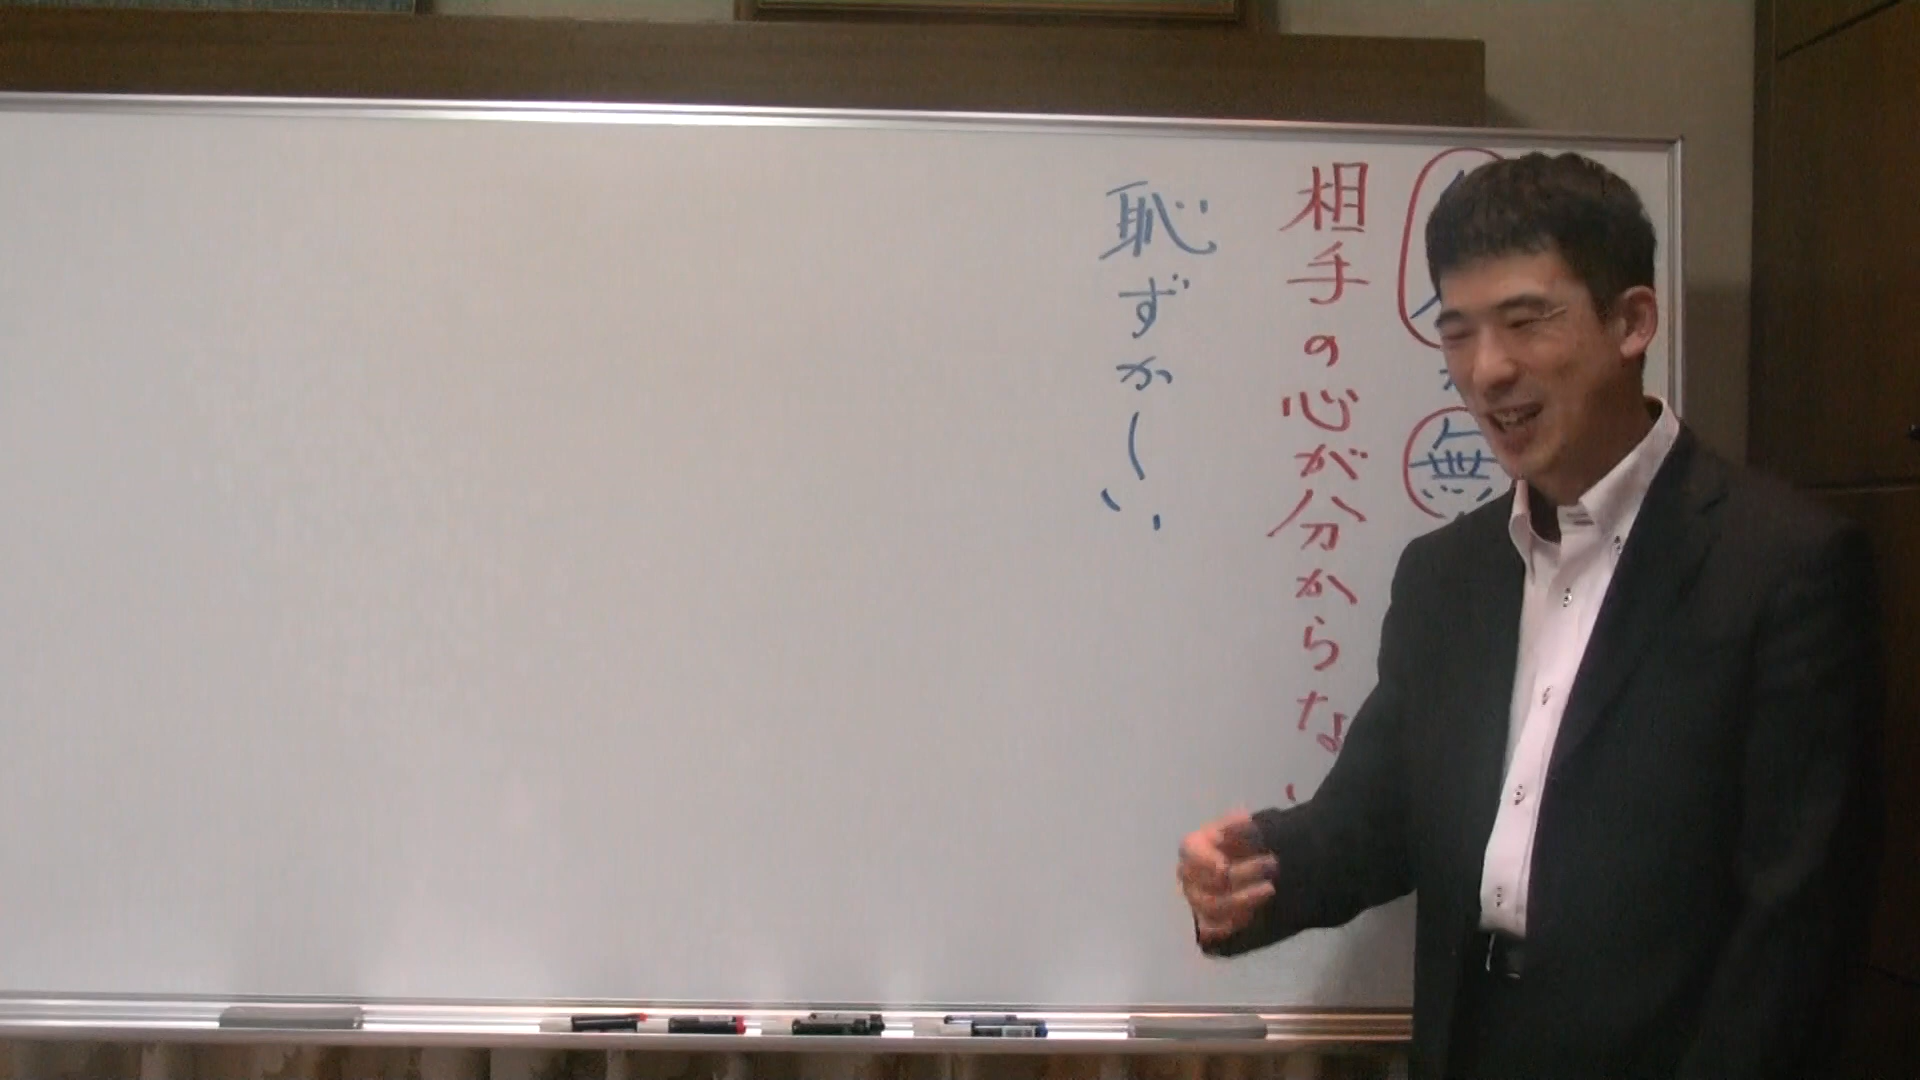 無
相手の心が分からない
恥ずかしい